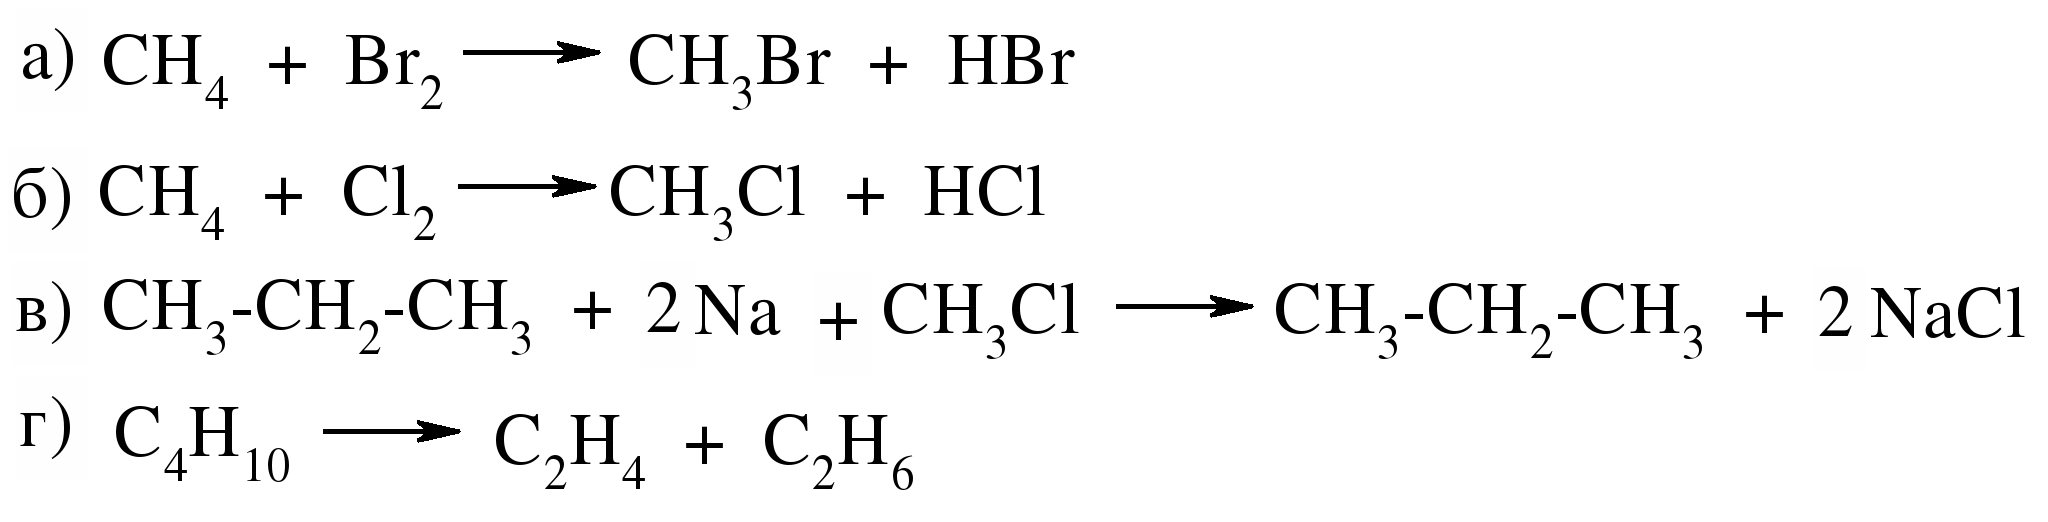 а) CH₄ + Br₂ ⟶ CH₃Br + HBr
б) CH₄ + Cl₂ ⟶ CH₃Cl + HCl
в) CH₃-CH₂-CH₃ + 2 Na + CH₃Cl ⟶ CH₃-CH₂-CH₃ + 2 NaCl
г) C₄H₁₀ ⟶ C₂H₄ + C₂H₆